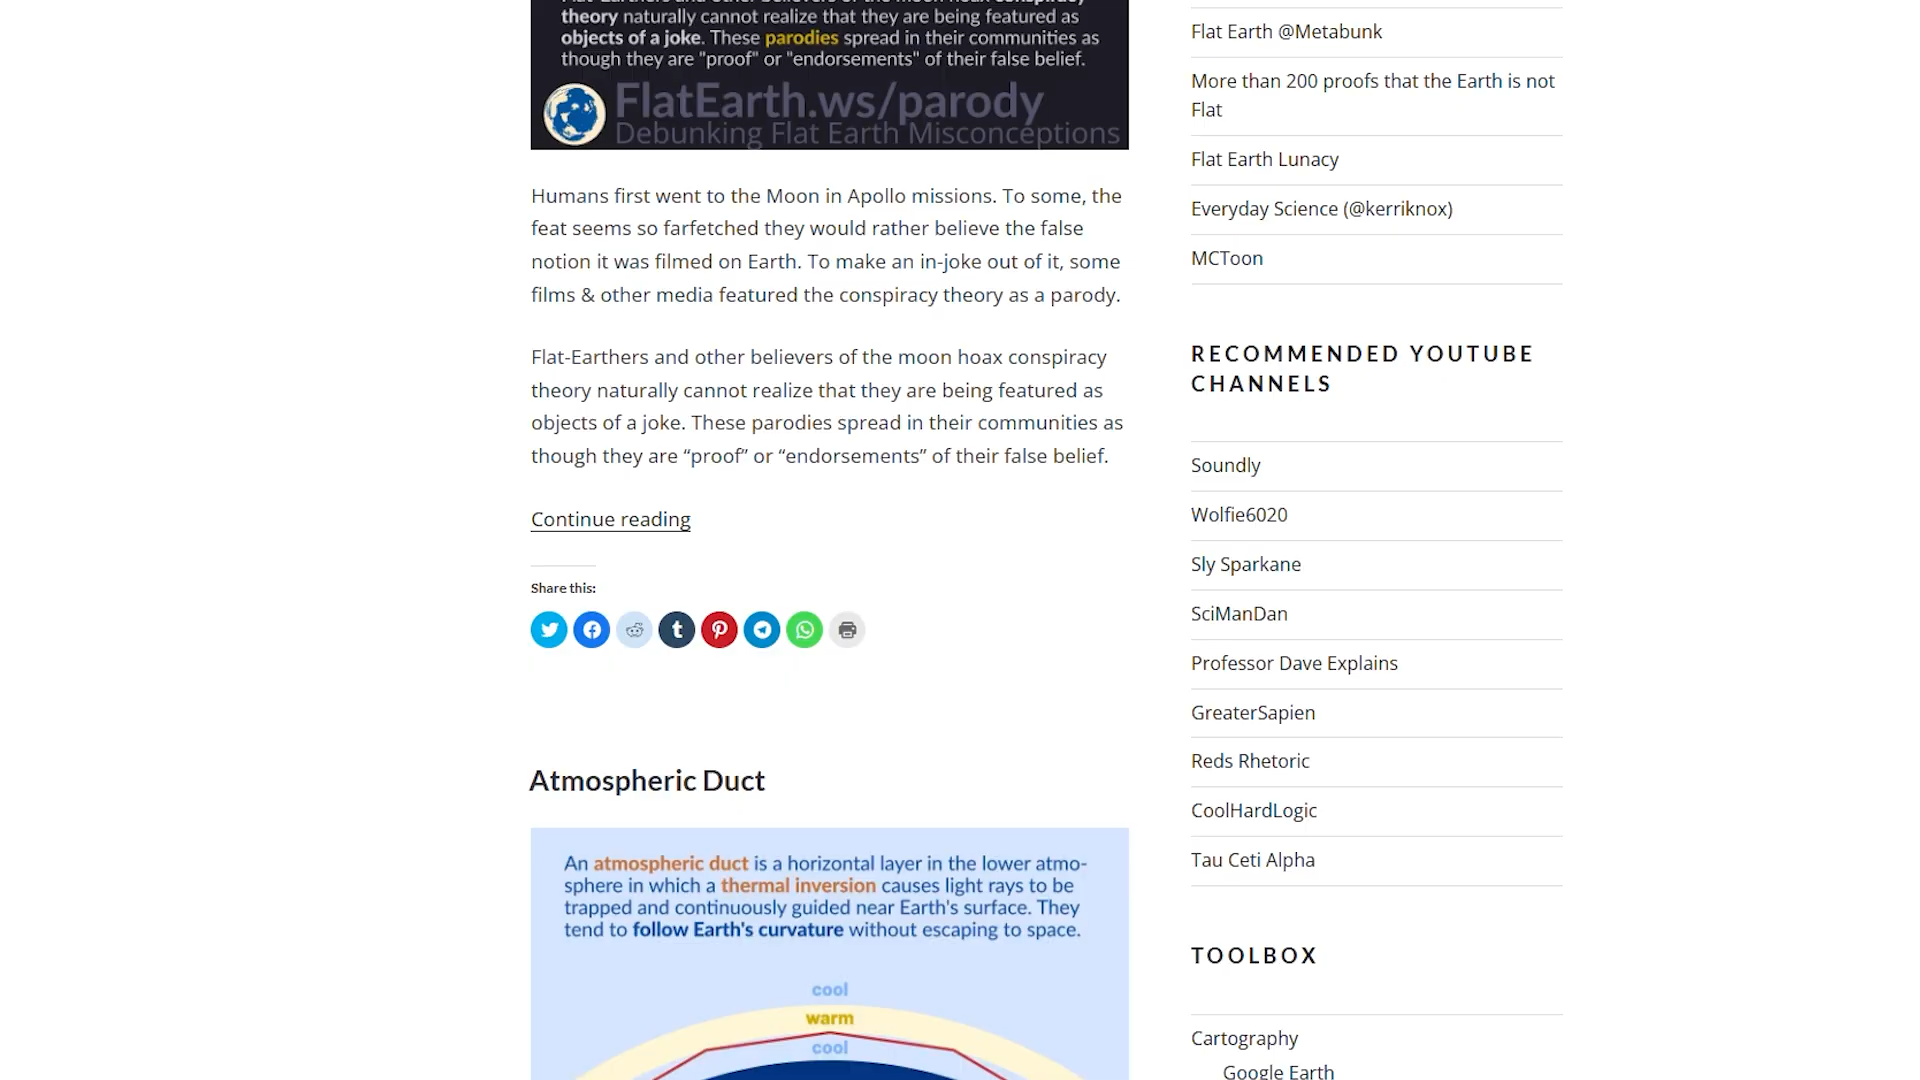 theory naturally cannot realize that they are being featured as
objects of a joke. These parodies spread in their communities as
though they are "proof" or "endorsements" of their false belief.
FlatEarth.ws/parody
Debunking Flat Earth Misconceptions
Humans first went to the Moon in Apollo missions. To some, the
feat seems so farfetched they would rather believe the false
notion it was filmed on Earth. To make an in-joke out of it, some
films & other media featured the conspiracy theory as a parody.
Flat-Earthers and other believers of the moon hoax conspiracy
theory naturally cannot realize that they are being featured as
objects of a joke. These parodies spread in their communities as
though they are “proof” or “endorsements” of their false belief.
Continue reading
Share this:
Atmospheric Duct
An atmospheric duct is a horizontal layer in the lower atmo-
sphere in which a thermal inversion causes light rays to be
trapped and continuously guided near Earth's surface. They
tend to follow Earth's curvature without escaping to space.
cool
warm
cool
Flat Earth @Metabunk
More than 200 proofs that the Earth is not
Flat
Flat Earth Lunacy
Everyday Science (@kerriknox)
MCToon
RECOMMENDED YOUTUBE
CHANNELS
Soundly
Wolfie6020
Sly Sparkane
SciManDan
Professor Dave Explains
GreaterSapien
Reds Rhetoric
CoolHardLogic
Tau Ceti Alpha
TOOLBOX
Cartography
Google Earth